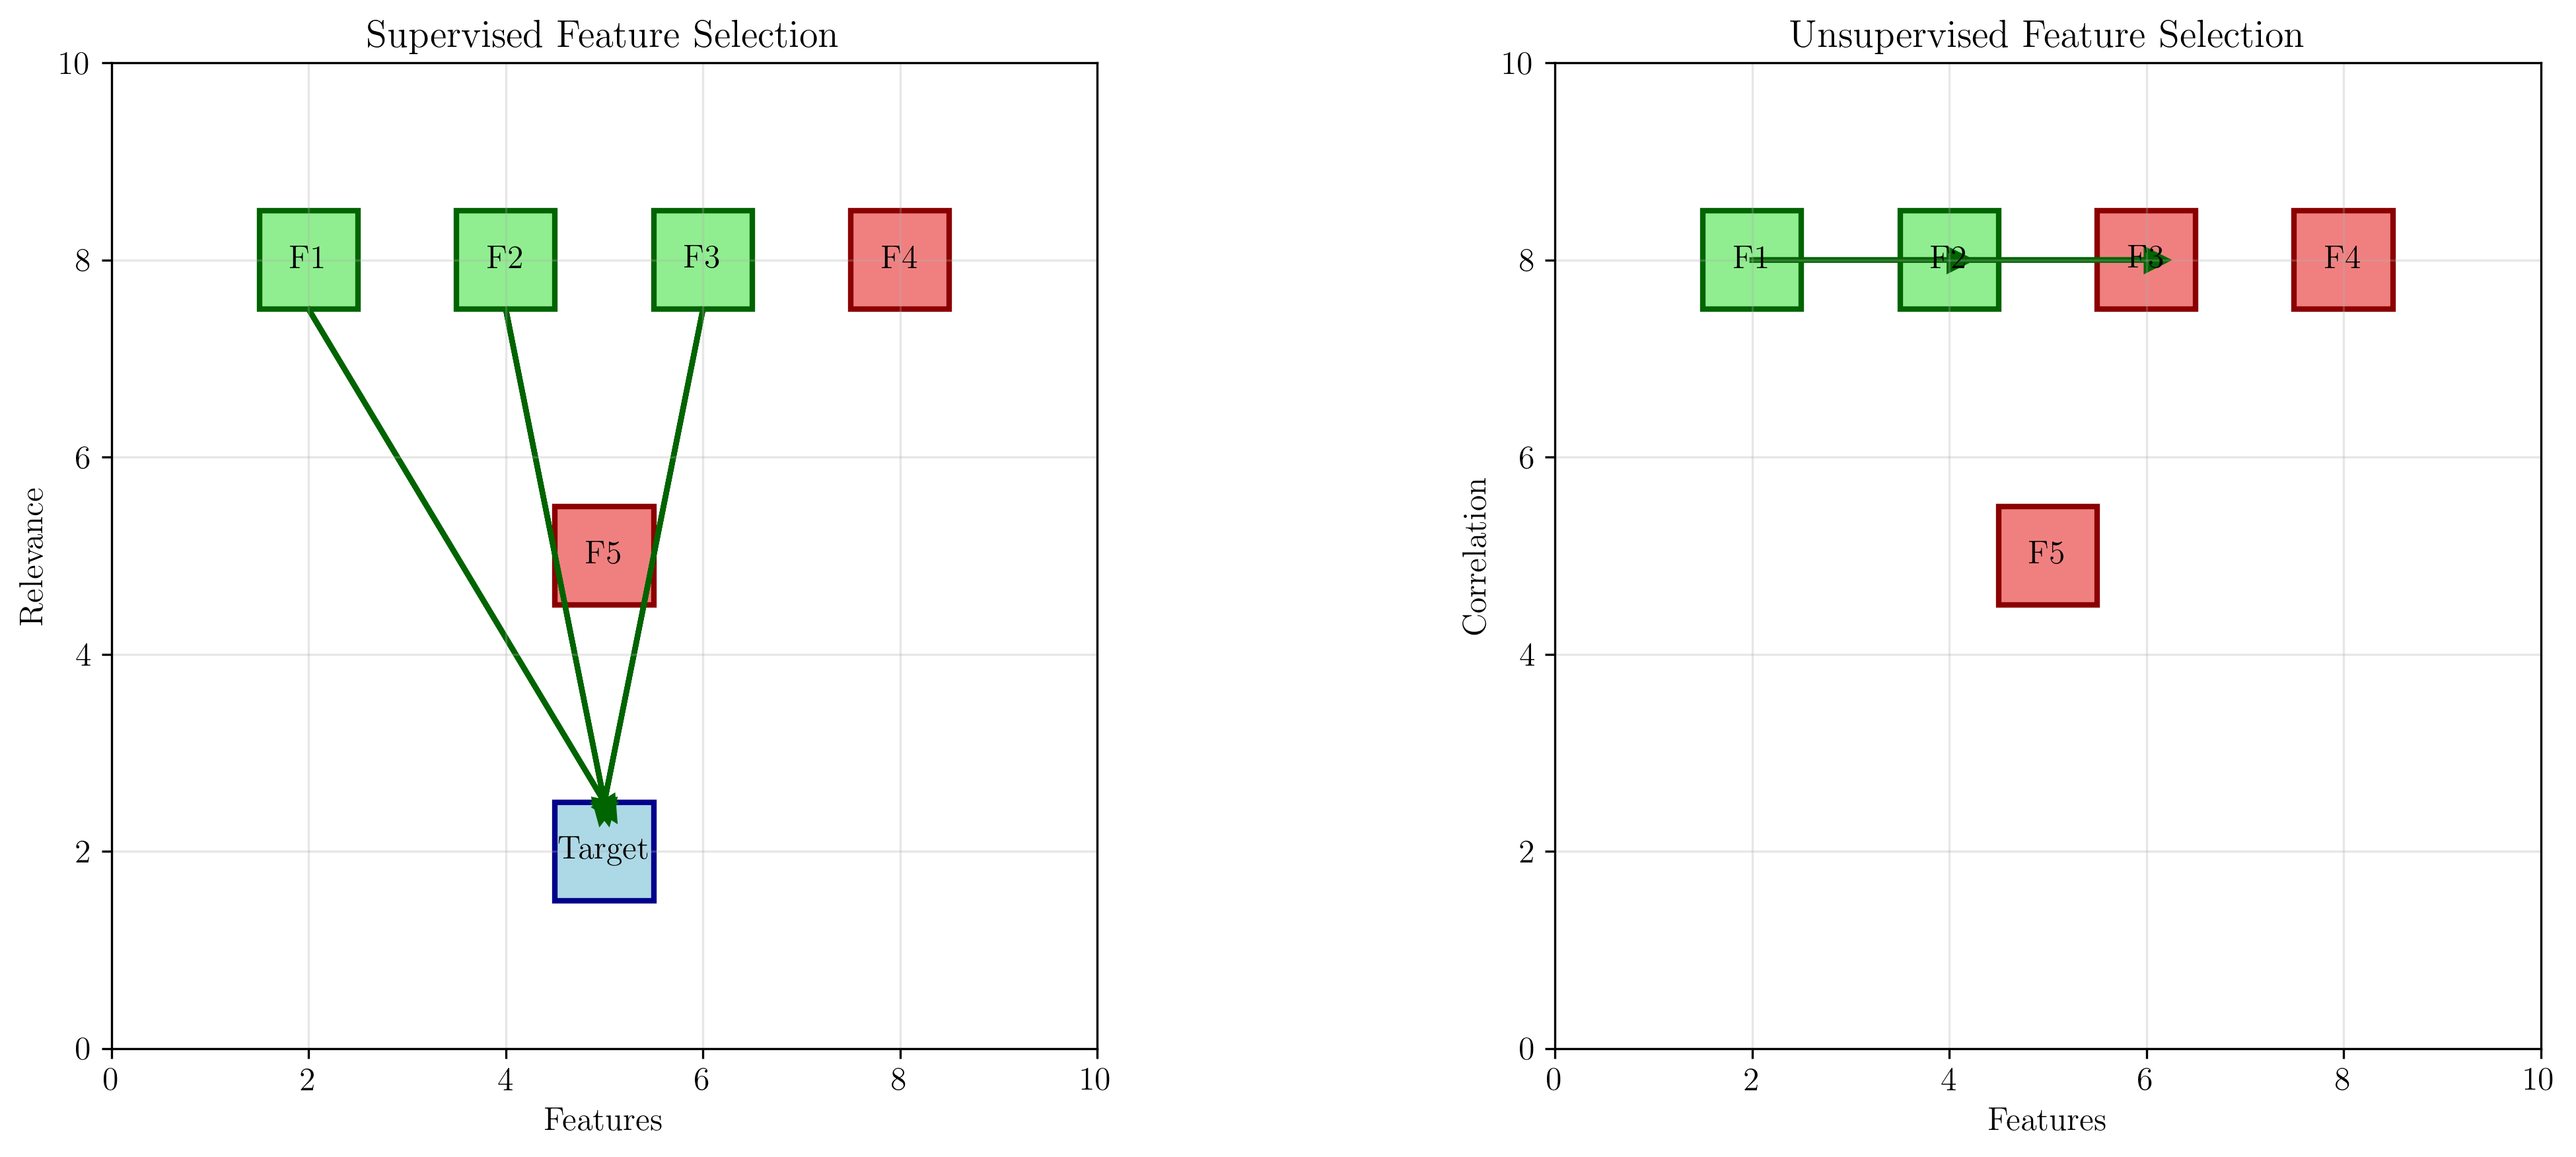 Supervised Feature Selection
10
8
6
4
2
0
Relevance
F1 F2 F3 F4
F5
Target
0 2 4 6 8 10
Features
Unsupervised Feature Selection
10
8
6
4
2
0
Correlation
F1 F2 F3 F4
F5
0 2 4 6 8 10
Features